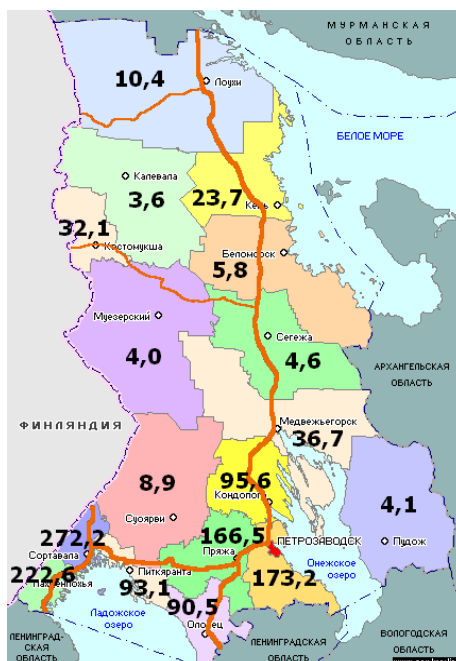 МУРМАНСКАЯ
ОБЛАСТЬ
10,4
Лоухи
БЕЛОЕ МОРЕ
Калевала
3,6
23,7
Кемь
32,1
Костомукша
Беломорск
5,8
Муезерский
4,0
Сегежа
4,6
АРХАНГЕЛЬСКАЯ
ОБЛАСТЬ
ФИНЛЯНДИЯ
Медвежьегорск
36,7
8,9
95,6
Кондопога
4,1
Суоярви
272,2
166,5
ПЕТРОЗАВОДСК
Пудож
Сортавала
Пряжа
Онежское
озеро
222,6
Питкяранта
93,1
173,2
Ладожское
озеро
90,5
Олонец
ЛЕНИНГРАД-
СКАЯ
ОБЛАСТЬ
ЛЕНИНГРАДСКАЯ
ОБЛАСТЬ
ВОЛОГОДСКАЯ
ОБЛАСТЬ